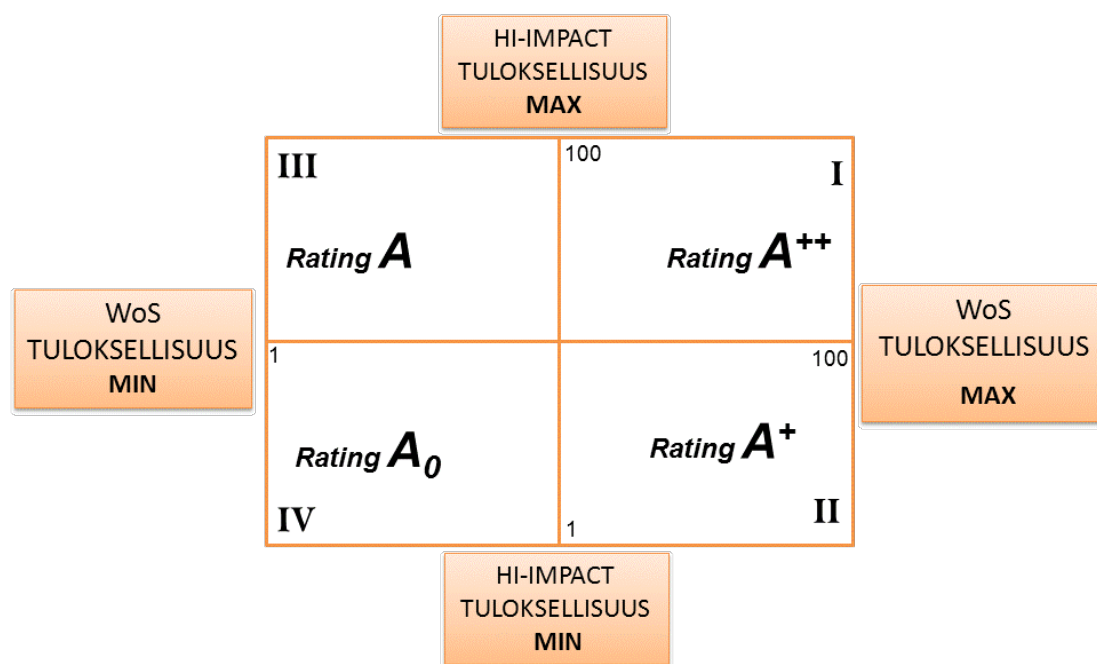 HI-IMPACT
TULOKSELLISUUS
MAX
III
100
I
Rating A
Rating A++
WoS
TULOKSELLISUUS
MIN
WoS
TULOKSELLISUUS
MAX
1
100
Rating A0
Rating A+
IV
1
II
HI-IMPACT
TULOKSELLISUUS
MIN